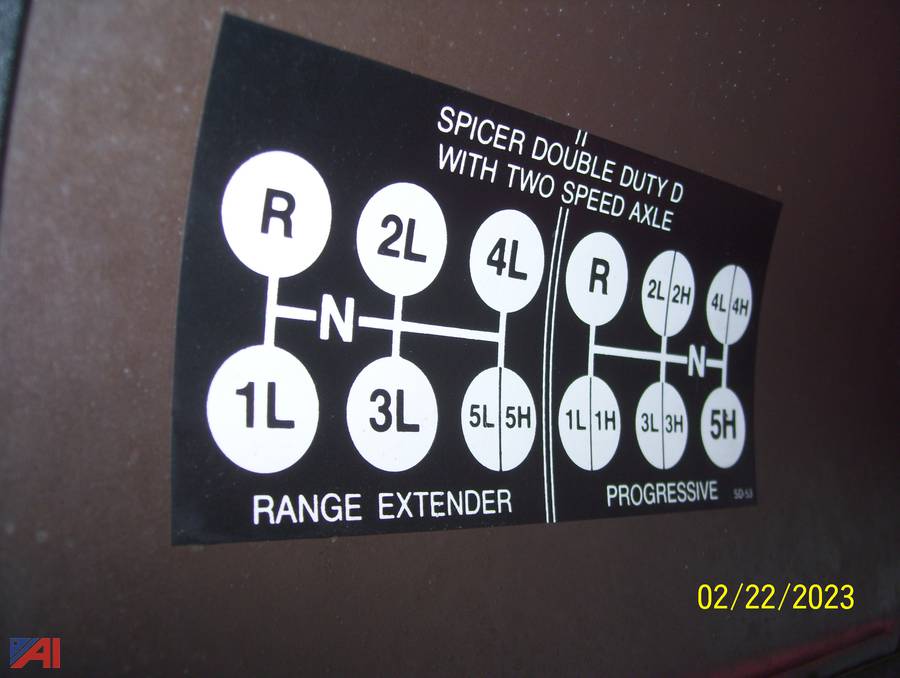 SPICER DOUBLE DUTY D
WITH TWO SPEED AXLE
R 2L 4L
N
1L 3L 5L 5H
RANGE EXTENDER
R 2L 2H 4L 4H
N
1L 1H 3L 3H 5H
PROGRESSIVE
SD-53
02/22/2023
AI